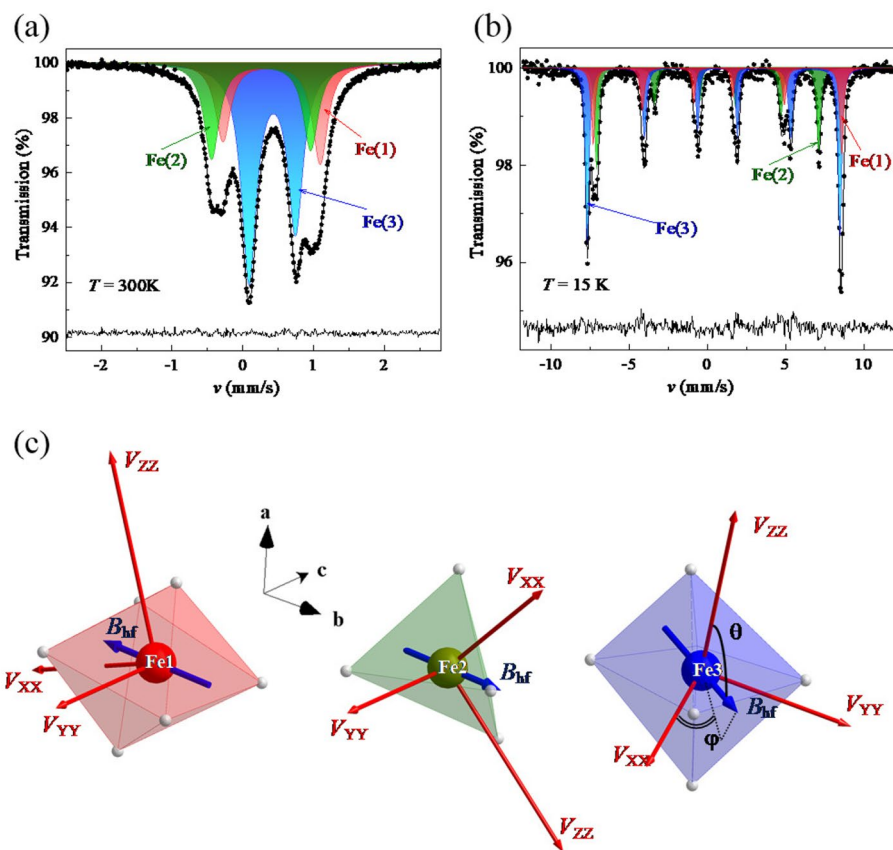 (a)
100
98
96
94
92
90
Transmission (%)
Fe(2)
Fe(1)
Fe(3)
T = 300K
-2
-1
0
1
2
v (mm/s)
(b)
100
98
96
Transmission (%)
Fe(1)
Fe(2)
Fe(3)
T = 15 K
-10
-5
0
5
10
v (mm/s)
(c)
VZZ
VXX
VYY
Bhf
Fe1
a
c
b
VXX
Fe2
Bhf
VYY
VZZ
VZZ
θ
Fe3
Bhf
VYY
VXX
φ